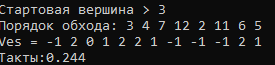 Стартовая вершина > 3
Порядок обхода: 3 4 7 12 2 11 6 5
Ves = -1 2 0 1 2 2 1 -1 -1 -1 2 1
Такты:0.244